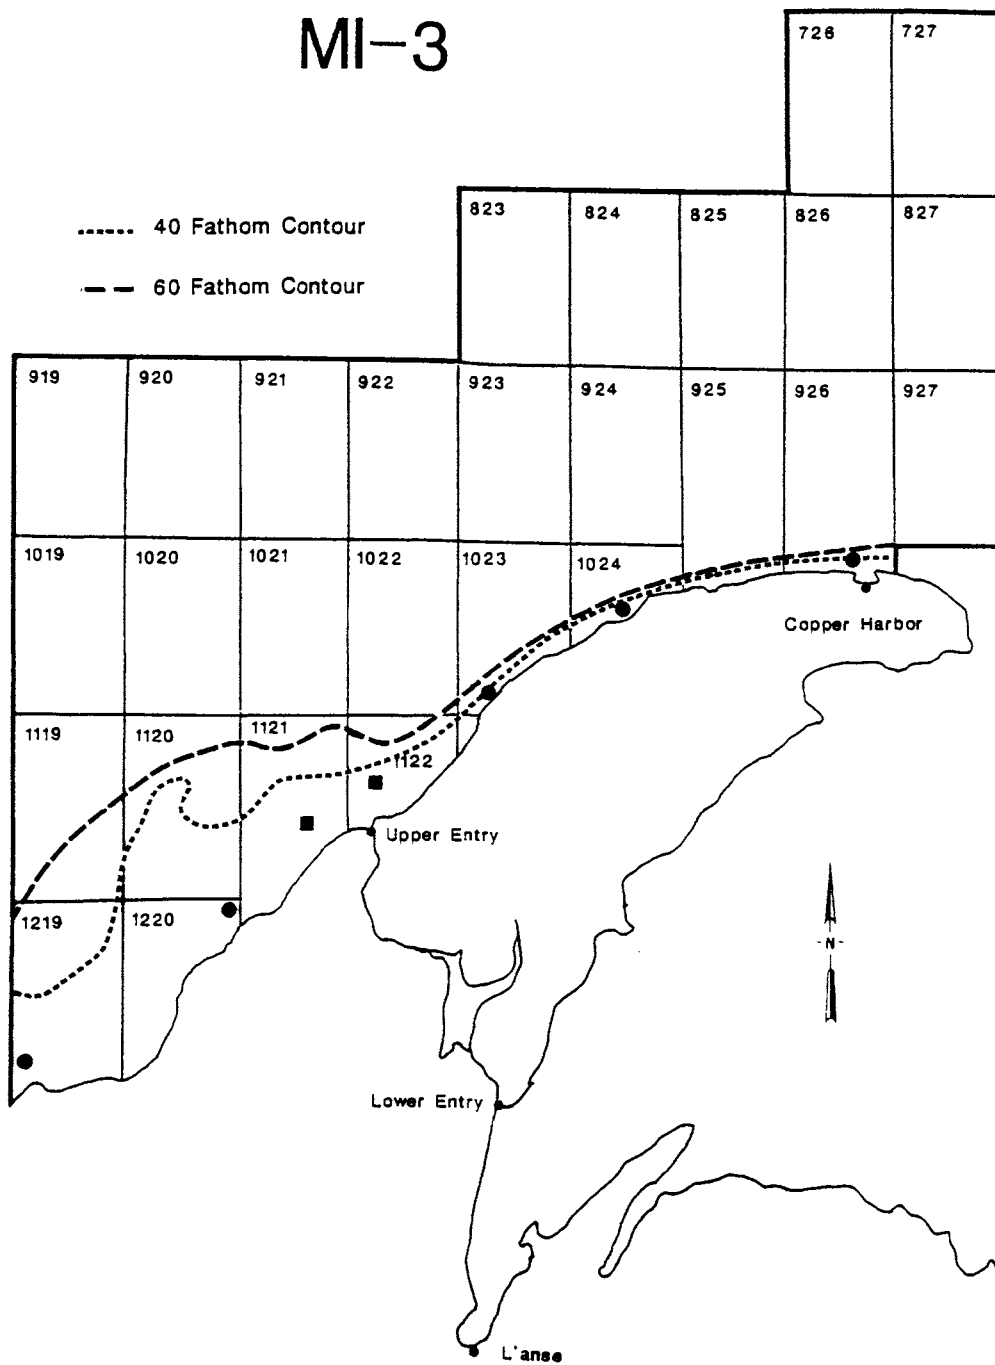 MI-3
726 727
823 824 825 826 827
40 Fathom Contour
60 Fathom Contour
919 920 921 922 923 924 925 926 927
1019 1020 1021 1022 1023 1024
Copper Harbor
1119 1120 1121 1122
Upper Entry
1219 1220
-N-
Lower Entry
L'anse